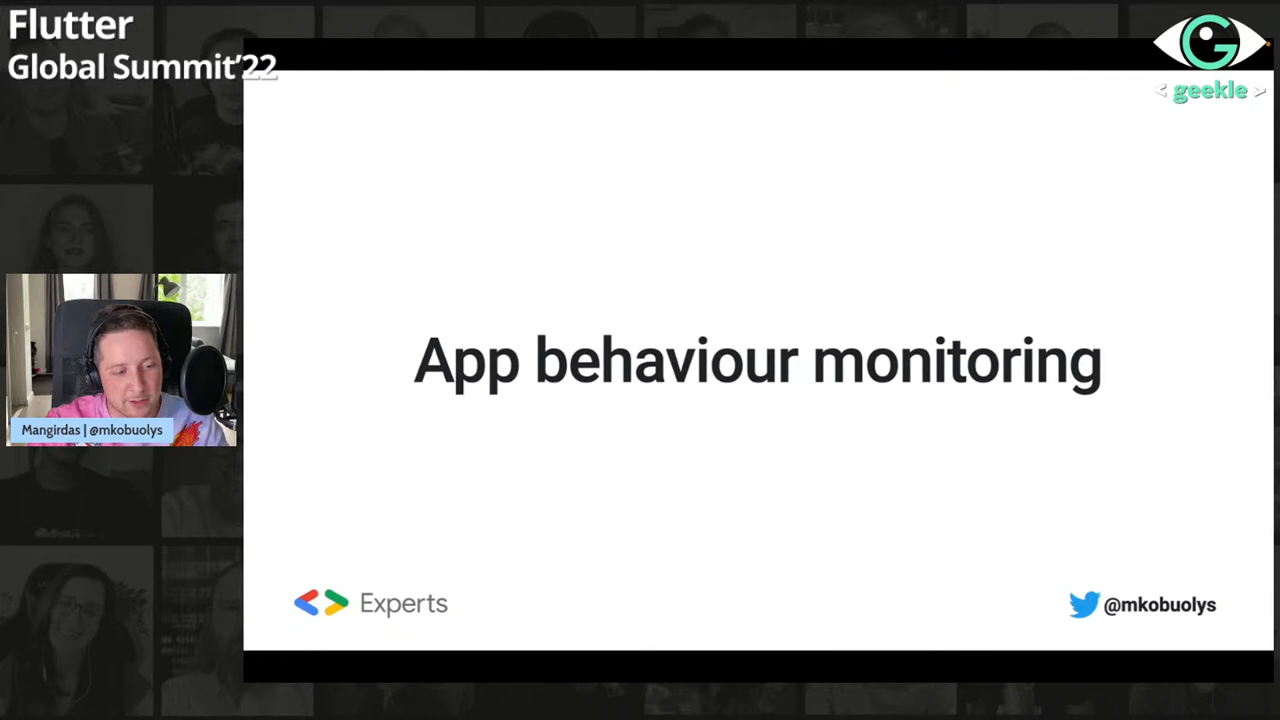 Flutter
Global Summit'22
< geekle >
App behaviour monitoring
Mangirdas | @mkobuolys
Experts
@mkobuolys